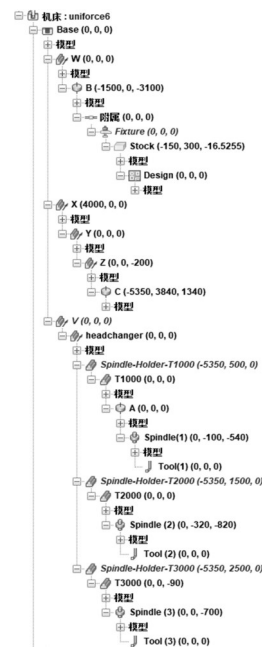 机床 : uniforce6
Base (0, 0, 0)
模型
W (0, 0, 0)
模型
B (-1500, 0, -3100)
模型
附属 (0, 0, 0)
Fixture (0, 0, 0)
Stock (-150, 300, -16.5255)
模型
Design (0, 0, 0)
模型
X (4000, 0, 0)
模型
Y (0, 0, 0)
模型
Z (0, 0, -200)
模型
C (-5350, 3840, 1340)
模型
V (0, 0, 0)
headchanger (0, 0, 0)
模型
Spindle-Holder-T1000 (-5350, 500, 0)
T1000 (0, 0, 0)
模型
A (0, 0, 0)
模型
Spindle(1) (0, -100, -540)
模型
Tool(1) (0, 0, 0)
Spindle-Holder-T2000 (-5350, 1500, 0)
T2000 (0, 0, 0)
模型
Spindle (2) (0, -320, -820)
模型
Tool (2) (0, 0, 0)
Spindle-Holder-T3000 (-5350, 2500, 0)
T3000 (0, 0, -90)
模型
Spindle (3) (0, 0, -700)
模型
Tool (3) (0, 0, 0)